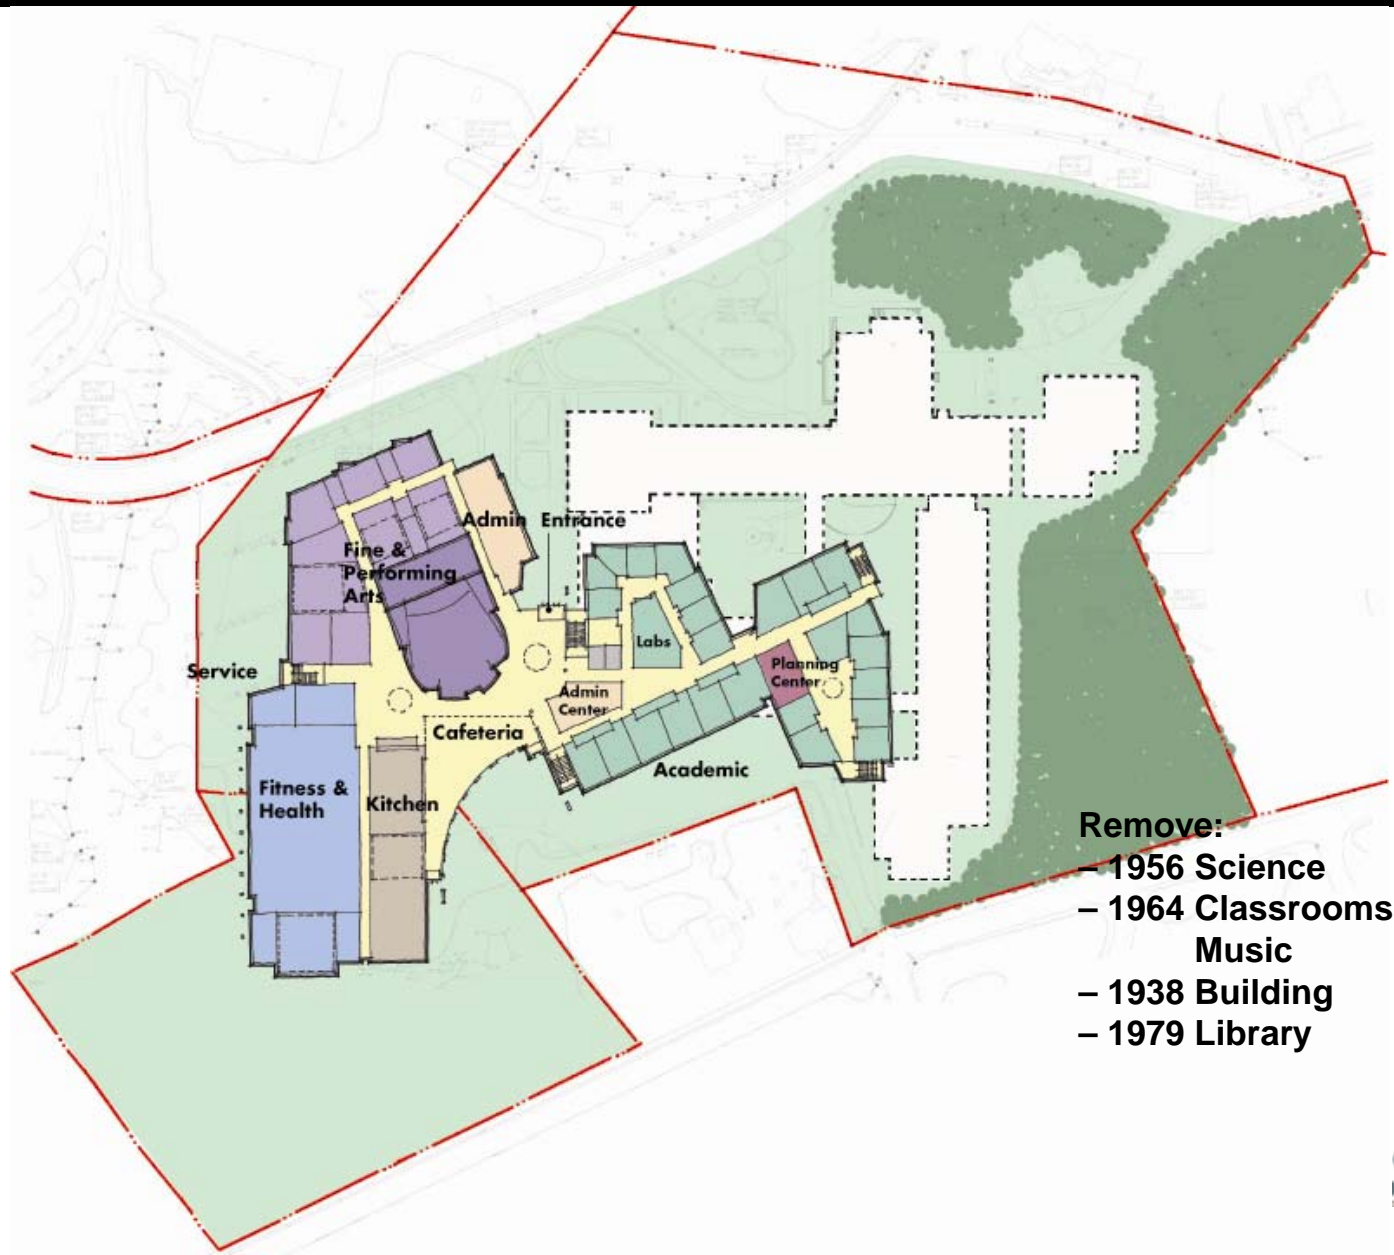 Admin Entrance
Fine &
Performing
Arts
Labs
Service
Planning
Center
Admin
Center
Cafeteria
Academic
Fitness &
Health
Kitchen
Remove:
– 1956 Science
– 1964 Classrooms
Music
– 1938 Building
– 1979 Library